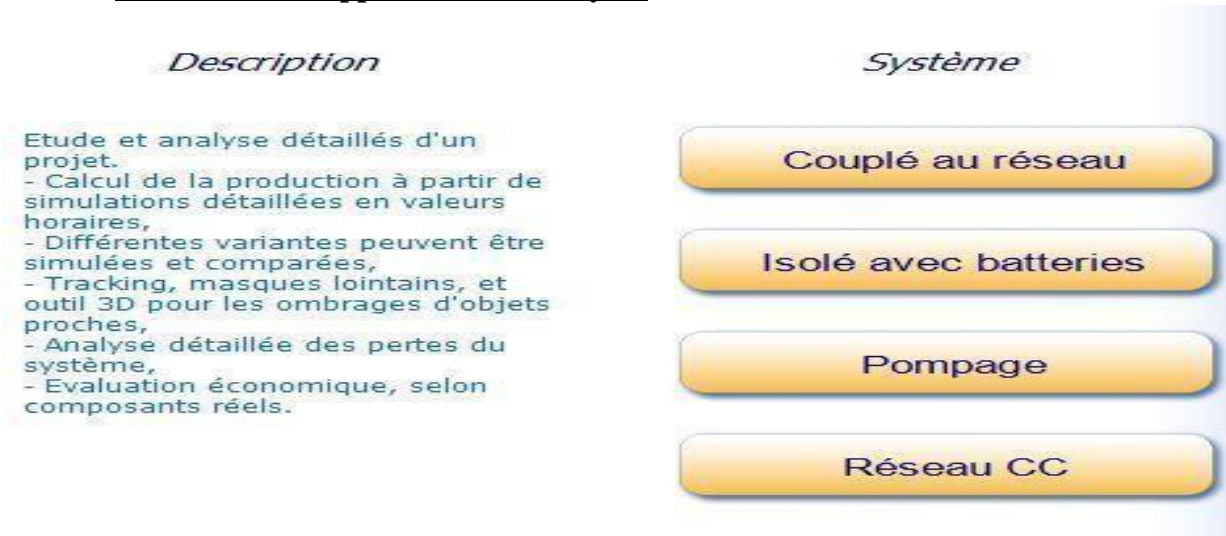 Description
Système
Etude et analyse détaillés d'un
projet.
- Calcul de la production à partir de
simulations détaillées en valeurs
horaires,
- Différentes variantes peuvent être
simulées et comparées,
- Tracking, masques lointains, et
outil 3D pour les ombrages d'objets
proches,
- Analyse détaillée des pertes du
système,
- Evaluation économique, selon
composants réels.
Couplé au réseau
Isolé avec batteries
Pompage
Réseau CC